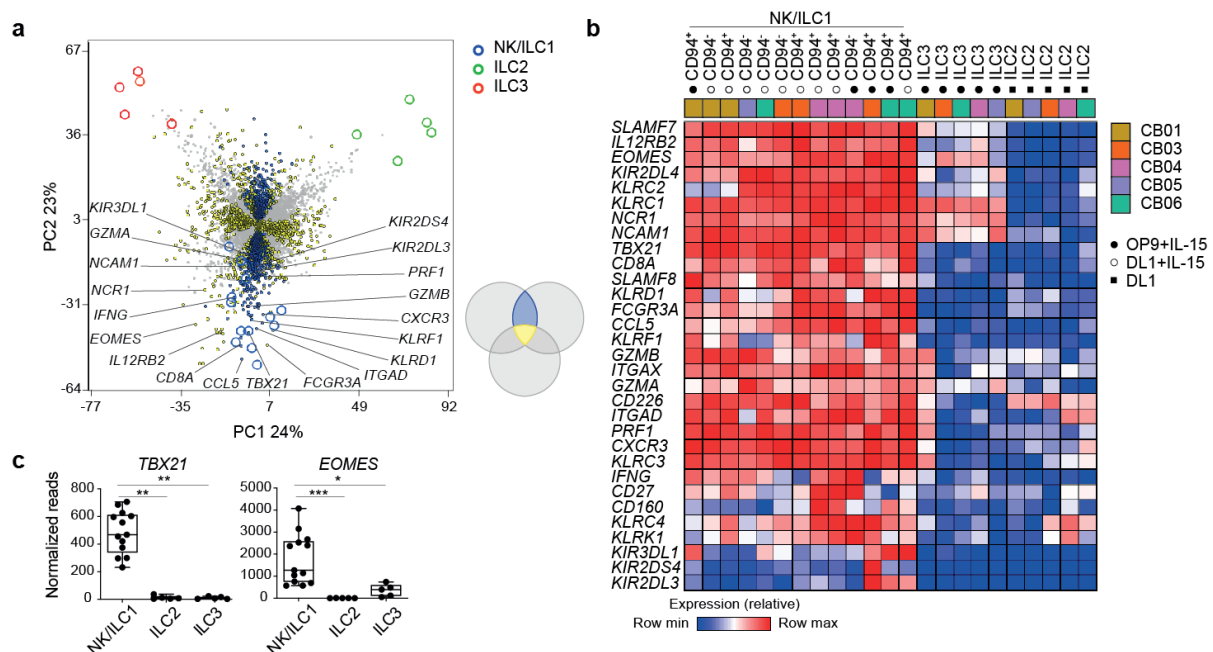 a
67
36
3
-31
-64
PC2 23%
-77
-35
7
49
92
PC1 24%
NK/ILC1
ILC2
ILC3
KIR3DL1
GZMA
NCAM1
NCR1
IFNG
EOMES
IL12RB2
CD8A
CCL5
TBX21
FCGR3A
KIR2DS4
KIR2DL3
PRF1
GZMB
CXCR3
KLRF1
KLRD1
ITGAD
b
NK/ILC1
CD94+
CD94-
CD94+
CD94-
CD94-
CD94-
CD94+
CD94+
CD94+
CD94-
CD94+
CD94+
CD94+
ILC3
ILC3
ILC3
ILC3
ILC3
ILC2
ILC2
ILC2
ILC2
ILC2
SLAMF7
IL12RB2
EOMES
KIR2DL4
KLRC2
KLRC1
NCR1
NCAM1
TBX21
CD8A
SLAMF8
KLRD1
FCGR3A
CCL5
KLRF1
GZMB
ITGAX
GZMA
CD226
ITGAD
PRF1
CXCR3
KLRC3
IFNG
CD27
CD160
KLRC4
KLRK1
KIR3DL1
KIR2DS4
KIR2DL3
CB01
CB03
CB04
CB05
CB06
OP9+IL-15
DL1+IL-15
DL1
Expression (relative)
Row min
Row max
c
TBX21
**
**
Normalized reads
800
600
400
200
0
NK/ILC1
ILC2
ILC3
EOMES
*
***
5000
4000
3000
2000
1000
0
NK/ILC1
ILC2
ILC3